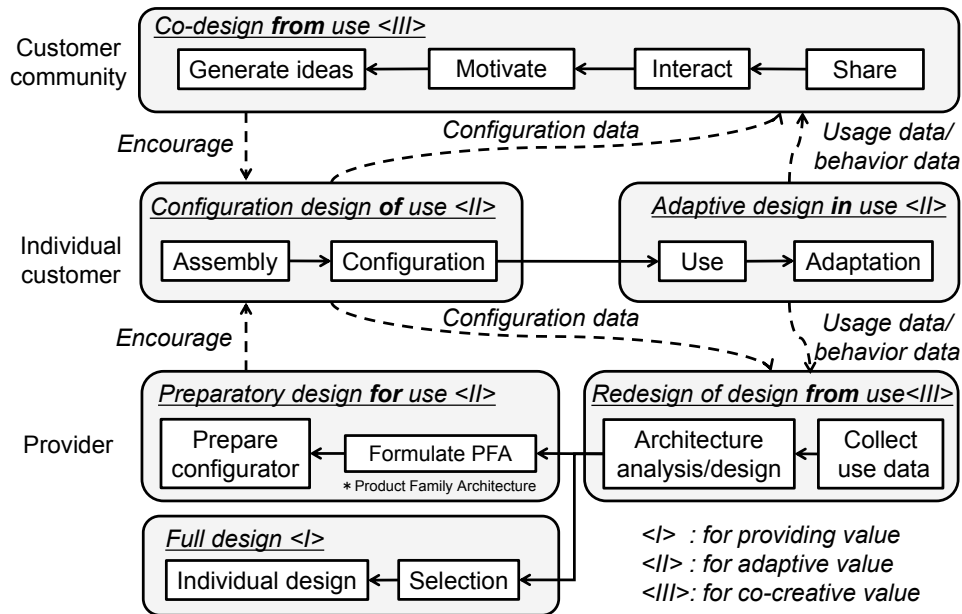 Co-design from use <III>
Customer
community
Generate ideas
Motivate
Interact
Share
Encourage
Configuration data
Usage data/
behavior data
Configuration design of use <II>
Adaptive design in use <II>
Individual
customer
Assembly
Configuration
Use
Adaptation
Encourage
Configuration data
Usage data/
behavior data
Preparatory design for use <II>
Redesign of design from use<III>
Provider
Prepare
configurator
Formulate PFA
* Product Family Architecture
Architecture
analysis/design
Collect
use data
Full design <I>
Individual design
Selection
<I> : for providing value
<II> : for adaptive value
<III>: for co-creative value